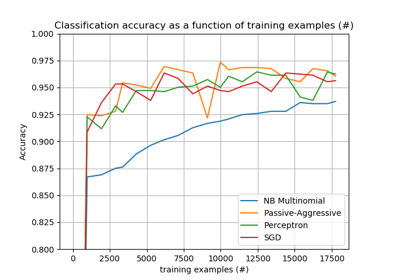 Classification accuracy as a function of training examples (#)
1.000
0.975
0.950
0.925
0.900
0.875
0.850
0.825
0.800
Accuracy
0 2500 5000 7500 10000 12500 15000 17500
training examples (#)
NB Multinomial
Passive-Aggressive
Perceptron
SGD